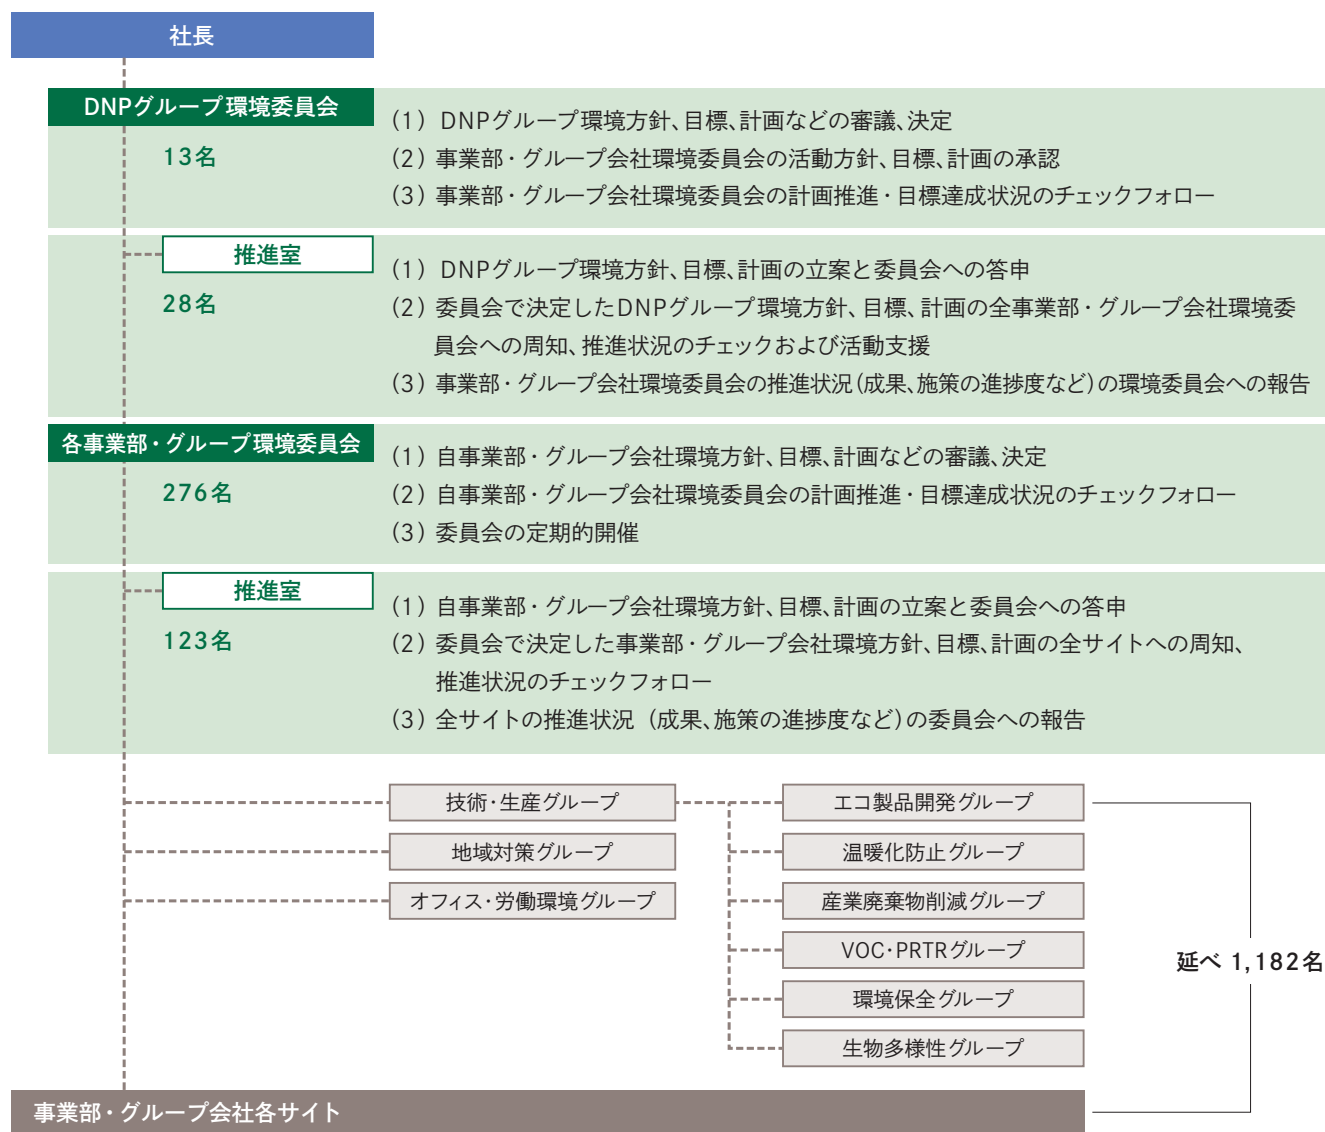 社長
DNPグループ環境委員会
13名
(1) DNPグループ環境方針、目標、計画などの審議、決定
(2) 事業部・グループ会社環境委員会の活動方針、目標、計画の承認
(3) 事業部・グループ会社環境委員会の計画推進・目標達成状況のチェックフォロー
推進室
28名
(1) DNPグループ環境方針、目標、計画の立案と委員会への答申
(2) 委員会で決定したDNPグループ環境方針、目標、計画の全事業部・グループ会社環境委
員会への周知、推進状況のチェックおよび活動支援
(3) 事業部・グループ会社環境委員会の推進状況(成果、施策の進捗度など)の環境委員会への報告
各事業部・グループ環境委員会
276名
(1) 自事業部・グループ会社環境方針、目標、計画などの審議、決定
(2) 自事業部・グループ会社環境委員会の計画推進・目標達成状況のチェックフォロー
(3) 委員会の定期的開催
推進室
123名
(1) 自事業部・グループ会社環境方針、目標、計画の立案と委員会への答申
(2) 委員会で決定した事業部・グループ会社環境方針、目標、計画の全サイトへの周知、
推進状況のチェックフォロー
(3) 全サイトの推進状況 (成果、施策の進捗度など)の委員会への報告
技術・生産グループ
地域対策グループ
オフィス・労働環境グループ
エコ製品開発グループ
温暖化防止グループ
産業廃棄物削減グループ
VOC・PRTRグループ
環境保全グループ
生物多様性グループ
延べ 1,182名
事業部・グループ会社各サイト